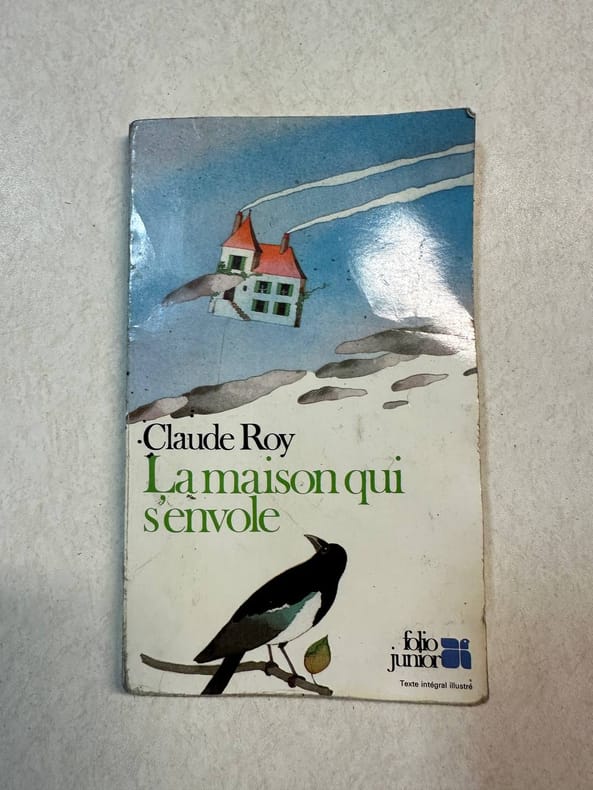 Claude Roy
La maison qui
s'envole
folio
junior
Texte intégral illustré